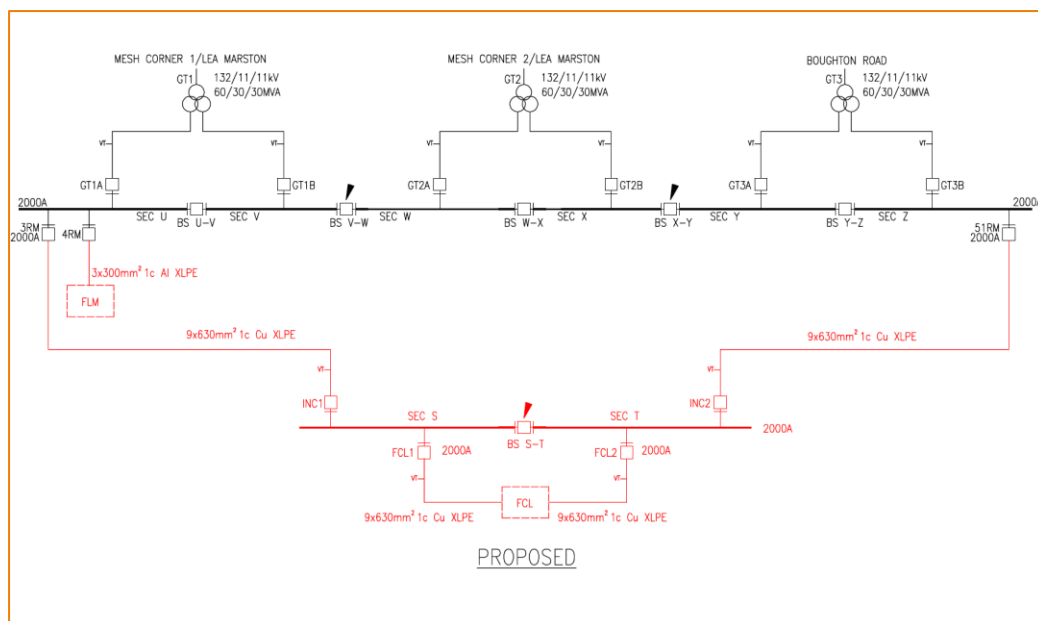 MESH CORNER 1/LEA MARSTON
MESH CORNER 2/LEA MARSTON
BOUGHTON ROAD
GT1 132/11/11kV
60/30/30MVA
GT2 132/11/11kV
60/30/30MVA
GT3 132/11/11kV
60/30/30MVA
VT
VT
VT
VT
VT
VT
GT1A
GT1B
GT2A
GT2B
GT3A
GT3B
2000A
SEC U
BS U-V
SEC V
BS V-W
SEC W
BS W-X
SEC X
BS X-Y
SEC Y
BS Y-Z
SEC Z
2000A
3RM
2000A
4RM
51RM
2000A
3x300mm² 1c Al XLPE
FLM
9x630mm² 1c Cu XLPE
9x630mm² 1c Cu XLPE
VT
VT
INC1
INC2
SEC S
BS S-T
SEC T
2000A
FCL1
2000A
FCL2
2000A
VT
VT
FCL
9x630mm² 1c Cu XLPE
9x630mm² 1c Cu XLPE
PROPOSED